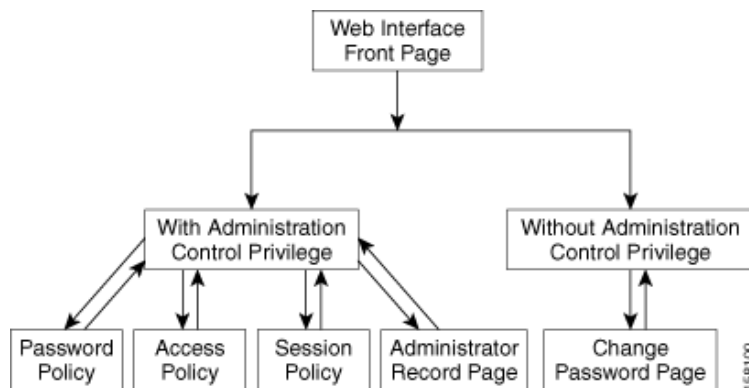 Web Interface
Front Page
With Administration
Control Privilege
Without Administration
Control Privilege
Password
Policy
Access
Policy
Session
Policy
Administrator
Record Page
Change
Password Page